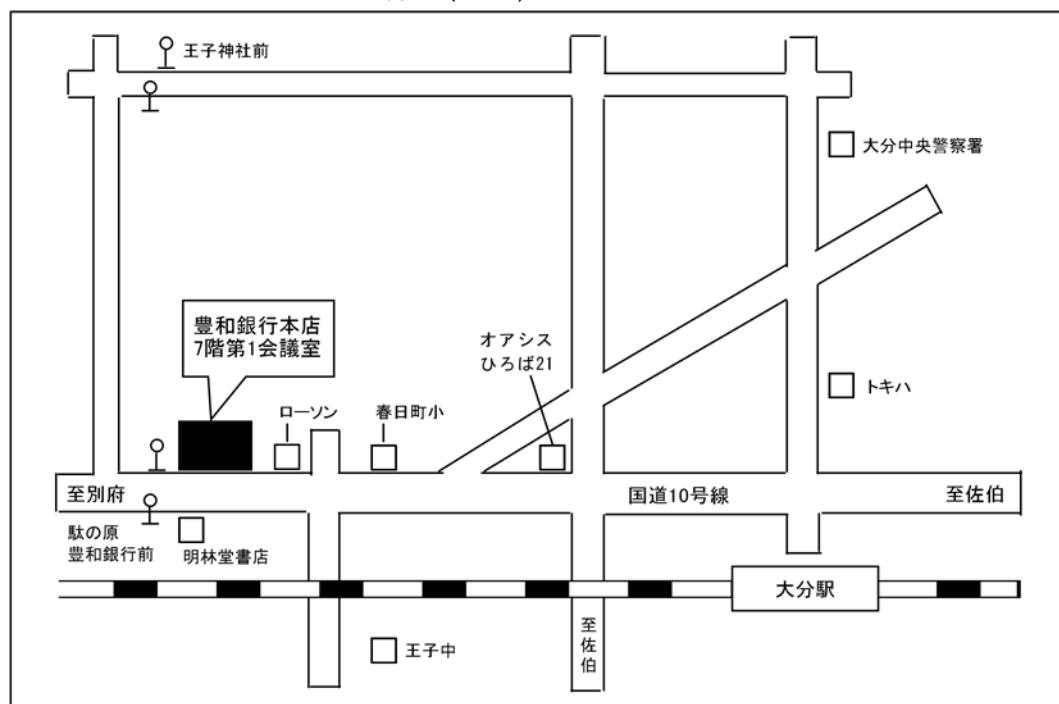 王子神社前
大分中央警察署
豊和銀行本店
7階第1会議室
オアシス
ひろば21
トキハ
ローソン
春日町小
至別府
国道10号線
至佐伯
駄の原
豊和銀行前
明林堂書店
大分駅
王子中
至佐伯